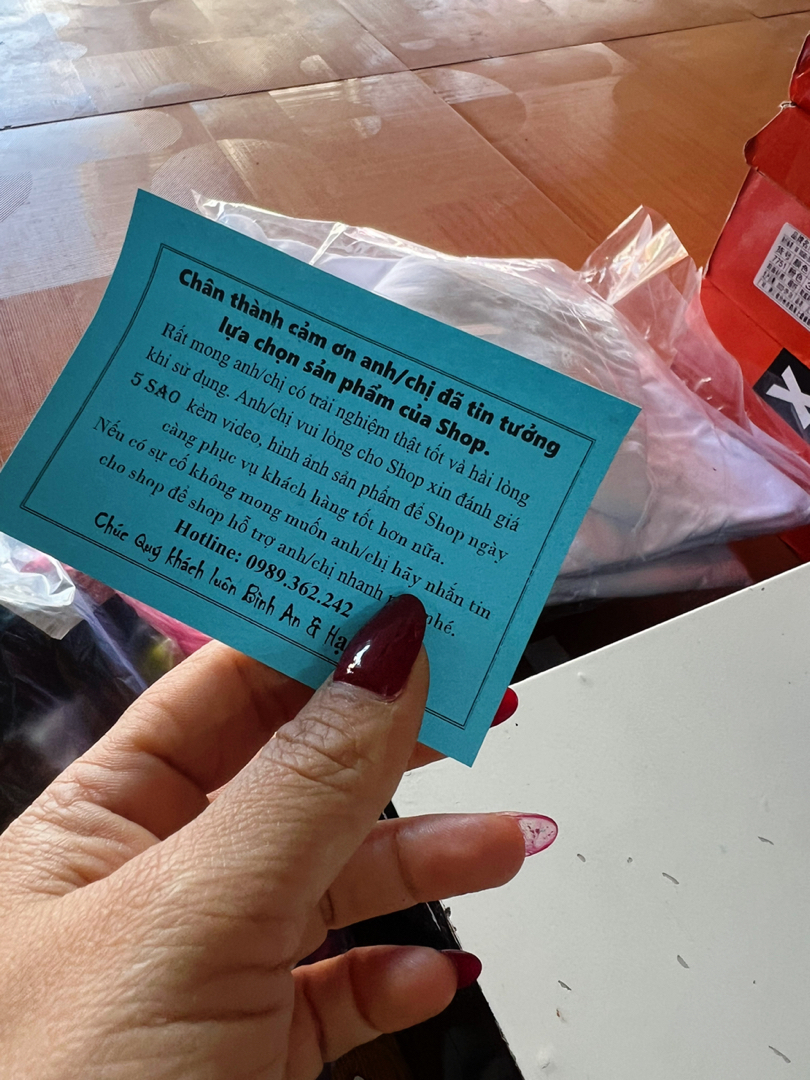 Chân thành cảm ơn anh/chị đã tin tưởng
lựa chọn sản phẩm của Shop.
Rất mong anh/chị có trải nghiệm thật tốt và hài lòng
khi sử dụng. Anh/chị vui lòng cho Shop xin đánh giá
5 SAO kèm video, hình ảnh sản phẩm để Shop ngày
càng phục vụ khách hàng tốt hơn nữa.
Nếu có sự cố không mong muốn anh/chị hãy nhắn tin
cho shop để shop hỗ trợ anh/chị nhanh nhé.
Hotline: 0989.362.242
Chúc Quý khách luôn Bình An &
X